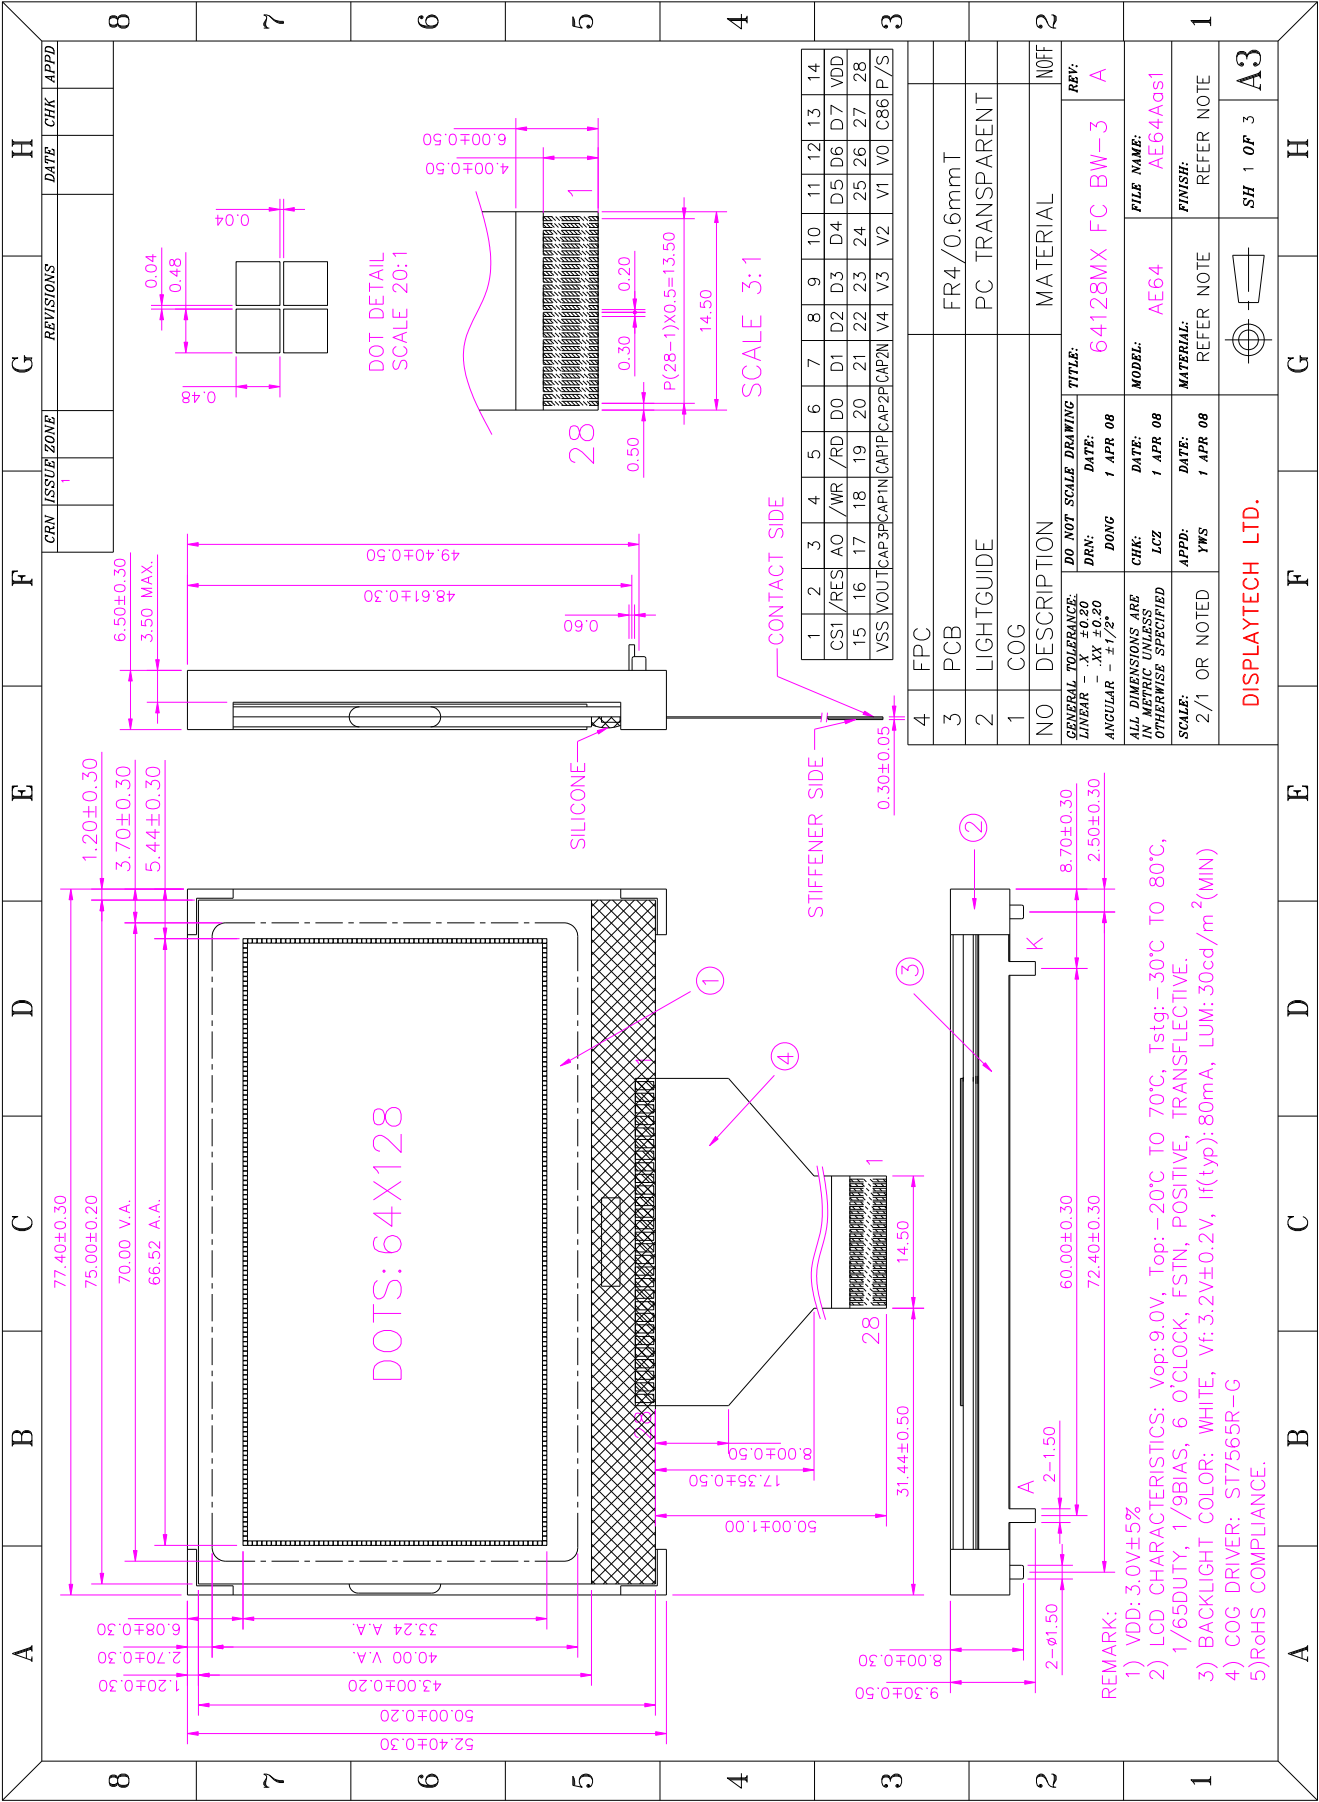 H G F E D C B A
8 7 6 5 4 3 2 1
CRN ISSUE ZONE REVISIONS DATE CHK APPD
1
77.40±0.30
75.00±0.20
70.00 V.A.
66.52 A.A.
1.20±0.30
3.70±0.30
5.44±0.30
52.40±0.30
50.00±0.20
43.00±0.20
40.00 V.A.
33.24 A.A.
1.20±0.30
2.70±0.30
6.08±0.30
DOTS:64X128
1
28
8.00±0.50
17.35±0.50
50.00±1.00
31.44±0.50
14.50
28
1
①
④
6.50±0.30
3.50 MAX.
49.40±0.50
48.61±0.30
0.60
SILICONE
CONTACT SIDE
STIFFENER SIDE
0.30±0.05
0.04
0.48
0.04
0.48
DOT DETAIL
SCALE 20:1
6.00±0.50
4.00±0.50
28
1
0.50
0.30
0.20
P(28-1)X0.5=13.50
14.50
SCALE 3:1
②
③
A
K
8.00±0.30
9.30±0.50
2-ø1.50
2-1.50
60.00±0.30
72.40±0.30
8.70±0.30
2.50±0.30
1 2 3 4 5 6 7 8 9 10 11 12 13 14
CS1 /RES A0 /WR /RD D0 D1 D2 D3 D4 D5 D6 D7 VDD
15 16 17 18 19 20 21 22 23 24 25 26 27 28
VSS VOUT CAP3P CAP1N CAP1P CAP2P CAP2N V4 V3 V2 V1 V0 C86 P/S
4 FPC
3 PCB FR4/0.6mmT
2 LIGHTGUIDE PC TRANSPARENT
1 COG
NO DESCRIPTION MATERIAL NOFF
GENERAL TOLERANCE:
LINEAR - .X ±0.20
- .XX ±0.20
ANGULAR - ±1/2°
ALL DIMENSIONS ARE
IN METRIC UNLESS
OTHERWISE SPECIFIED
SCALE:
2/1 OR NOTED
DO NOT SCALE DRAWING
DRN: DATE:
DONG 1 APR 08
CHK: DATE:
LCZ 1 APR 08
APPD: DATE:
YWS 1 APR 08
TITLE:
64128MX FC BW-3
REV:
A
MODEL:
AE64
FILE NAME:
AE64Aas1
MATERIAL:
REFER NOTE
FINISH:
REFER NOTE
DISPLAYTECH LTD.
SH 1 OF 3
A3
REMARK:
1) VDD: 3.0V±5%
2) LCD CHARACTERISTICS: Vop: 9.0V, Top: -20°C TO 70°C, Tstg: -30°C TO 80°C,
1/65DUTY, 1/9BIAS, 6 O'CLOCK, FSTN, POSITIVE, TRANSFLECTIVE.
3) BACKLIGHT COLOR: WHITE, Vf: 3.2V±0.2V, If(typ): 80mA, LUM: 30cd/m²(MIN)
4) COG DRIVER: ST7565R-G
5)RoHS COMPLIANCE.
8 7 6 5 4 3 2 1
H G F E D C B A